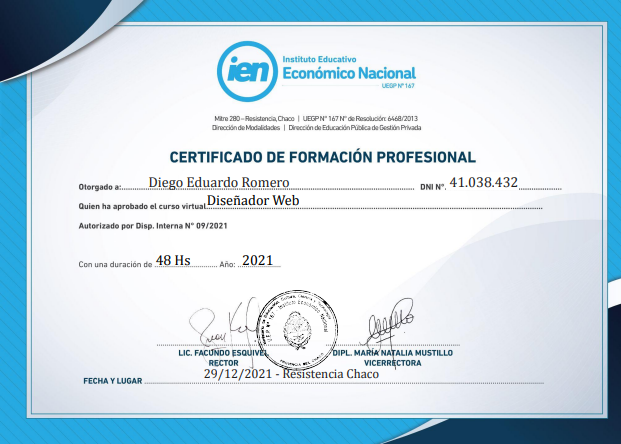 ien
Instituto Educativo
Económico Nacional
UEGP Nº 167
Mitre 280 – Resistencia, Chaco | UEGP Nº 167 Nº de Resolución: 6468/2013
Dirección de Modalidades | Dirección de Educación Pública de Gestión Privada
CERTIFICADO DE FORMACIÓN PROFESIONAL
Otorgado a: Diego Eduardo Romero DNI Nº. 41.038.432
Quien ha aprobado el curso virtual Diseñador Web
Autorizado por Disp. Interna N° 09/2021
Con una duración de 48 Hs Año: 2021
LIC. FACUNDO ESQUIVEL
RECTOR
DIPL. MARÍA NATALIA MUSTILLO
VICERRECTORA
FECHA Y LUGAR 29/12/2021 - Resistencia Chaco